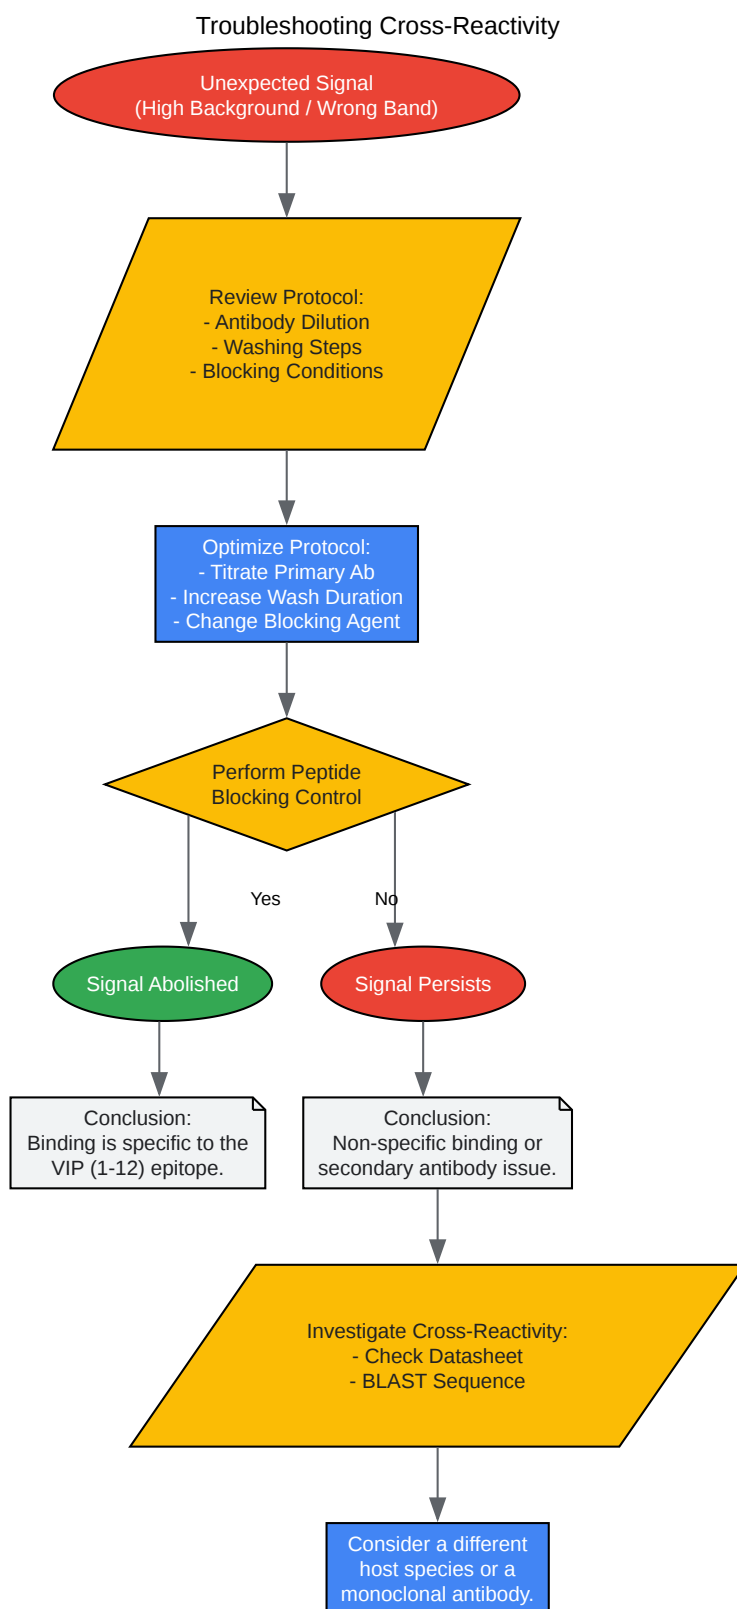 Troubleshooting Cross-Reactivity
Unexpected Signal
(High Background / Wrong Band)
Review Protocol:
- Antibody Dilution
- Washing Steps
- Blocking Conditions
Optimize Protocol:
- Titrate Primary Ab
- Increase Wash Duration
- Change Blocking Agent
Perform Peptide
Blocking Control
Yes
No
Signal Abolished
Signal Persists
Conclusion:
Binding is specific to the
VIP (1-12) epitope.
Conclusion:
Non-specific binding or
secondary antibody issue.
Investigate Cross-Reactivity:
- Check Datasheet
- BLAST Sequence
Consider a different
host species or a
monoclonal antibody.